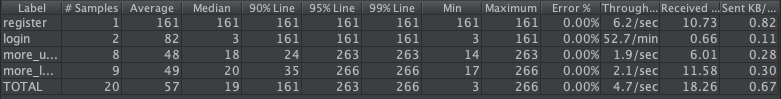 Label # Samples Average Median 90% Line 95% Line 99% Line Min Maximum Error % Through... Received ... Sent KB/...
register 1 161 161 161 161 161 161 161 0.00% 6.2/sec 10.73 0.82
login 2 82 3 161 161 161 3 161 0.00% 52.7/min 0.66 0.11
more_u... 8 48 18 24 263 263 14 263 0.00% 1.9/sec 6.01 0.28
more_l... 9 49 20 35 266 266 17 266 0.00% 2.1/sec 11.58 0.30
TOTAL 20 57 19 161 263 266 3 266 0.00% 4.7/sec 18.26 0.67